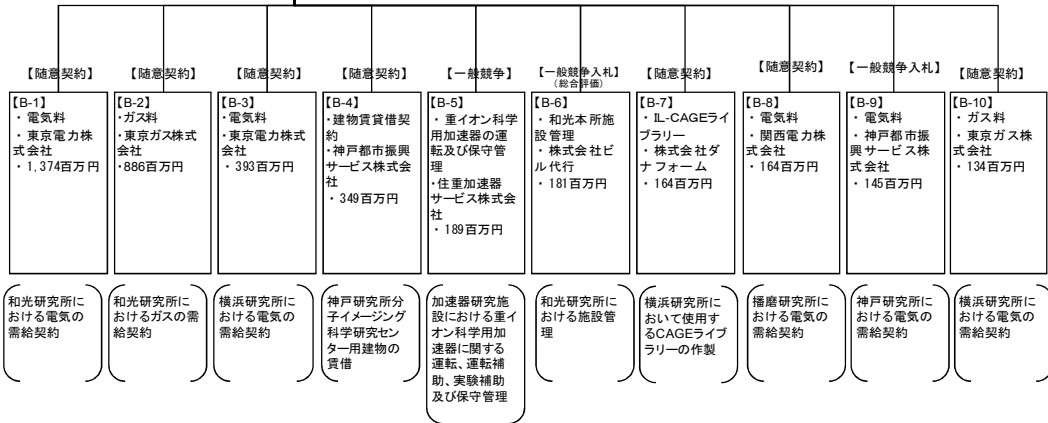 【随意契約】
【随意契約】
【随意契約】
【随意契約】
【一般競争】
【一般競争入札】
(総合評価)
【随意契約】
【随意契約】
【一般競争入札】
【随意契約】
【B-1】
・ 電気料
・ 東京電力株
式会社
・ 1,374百万円
【B-2】
・ ガス料
・ 東京ガス株式
会社
・886百万円
【B-3】
・ 電気料
・ 東京電力株
式会社
・ 393百万円
【B-4】
・建物賃貸借契
約
・神戸都市振興
サービス株式会
社
・ 349百万円
【B-5】
・ 重イオン科学
用加速器の運
転及び保守管
理
・住重加速器
サービス株式会
社
・189百万円
【B-6】
・ 和光本所施
設管理
・ 株式会社ビ
ル代行
・ 181百万円
【B-7】
・ IL-CAGEライ
ブラリー
・ 株式会社ダ
ナフォーム
・ 164百万円
【B-8】
・ 電気料
・ 関西電力株
式会社
・ 164百万円
【B-9】
・ 電気料
・ 神戸都市振
興サービス株
式会社
・ 145百万円
【B-10】
・ ガス料
・ 東京ガス株
式会社
・ 134百万円
和光研究所に
おける電気の
需給契約
和光研究所に
おけるガスの需
給契約
横浜研究所に
おける電気の
需給契約
神戸研究所分
子イメージング
科学研究セン
ター用建物の
賃借
加速器研究施
設における重イ
オン科学用加
速器に関する
運転、運転補
助、実験補助
及び保守管理
和光研究所に
おける施設管
理
横浜研究所に
おいて使用す
るCAGEライブ
ラリーの作製
播磨研究所に
おける電気の
需給契約
神戸研究所に
おける電気の
需給契約
横浜研究所に
おける電気の
需給契約